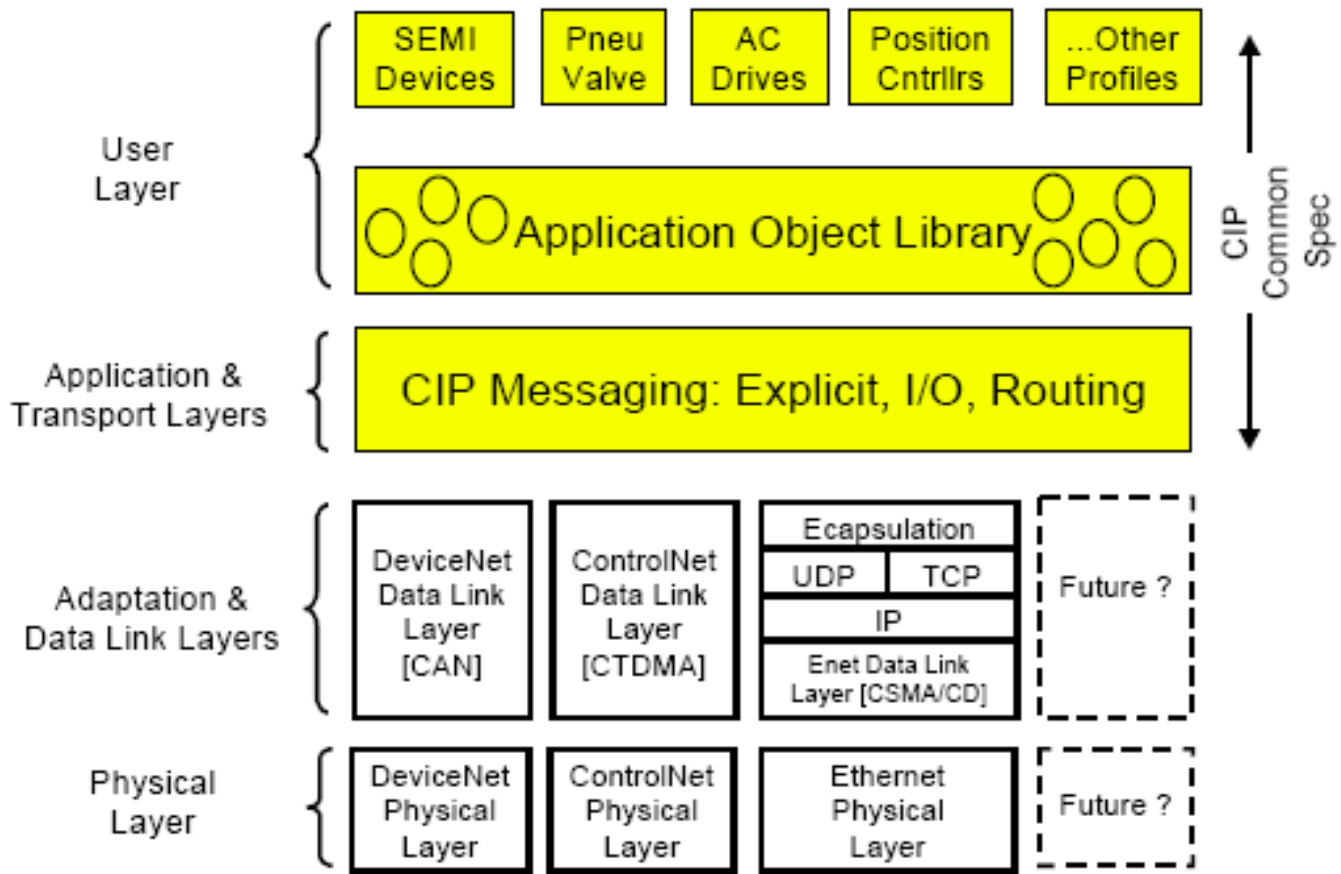 SEMI
Devices
Pneu
Valve
AC
Drives
Position
Cntrllrs
...Other
Profiles
User
Layer
Application Object Library
CIP
Common
Spec
Application &
Transport Layers
CIP Messaging: Explicit, I/O, Routing
Adaptation &
Data Link Layers
DeviceNet
Data Link
Layer
[CAN]
ControlNet
Data Link
Layer
[CTDMA]
Ecapsulation
UDP
TCP
IP
Enet Data Link
Layer [CSMA/CD]
Future ?
Physical
Layer
DeviceNet
Physical
Layer
ControlNet
Physical
Layer
Ethernet
Physical
Layer
Future ?